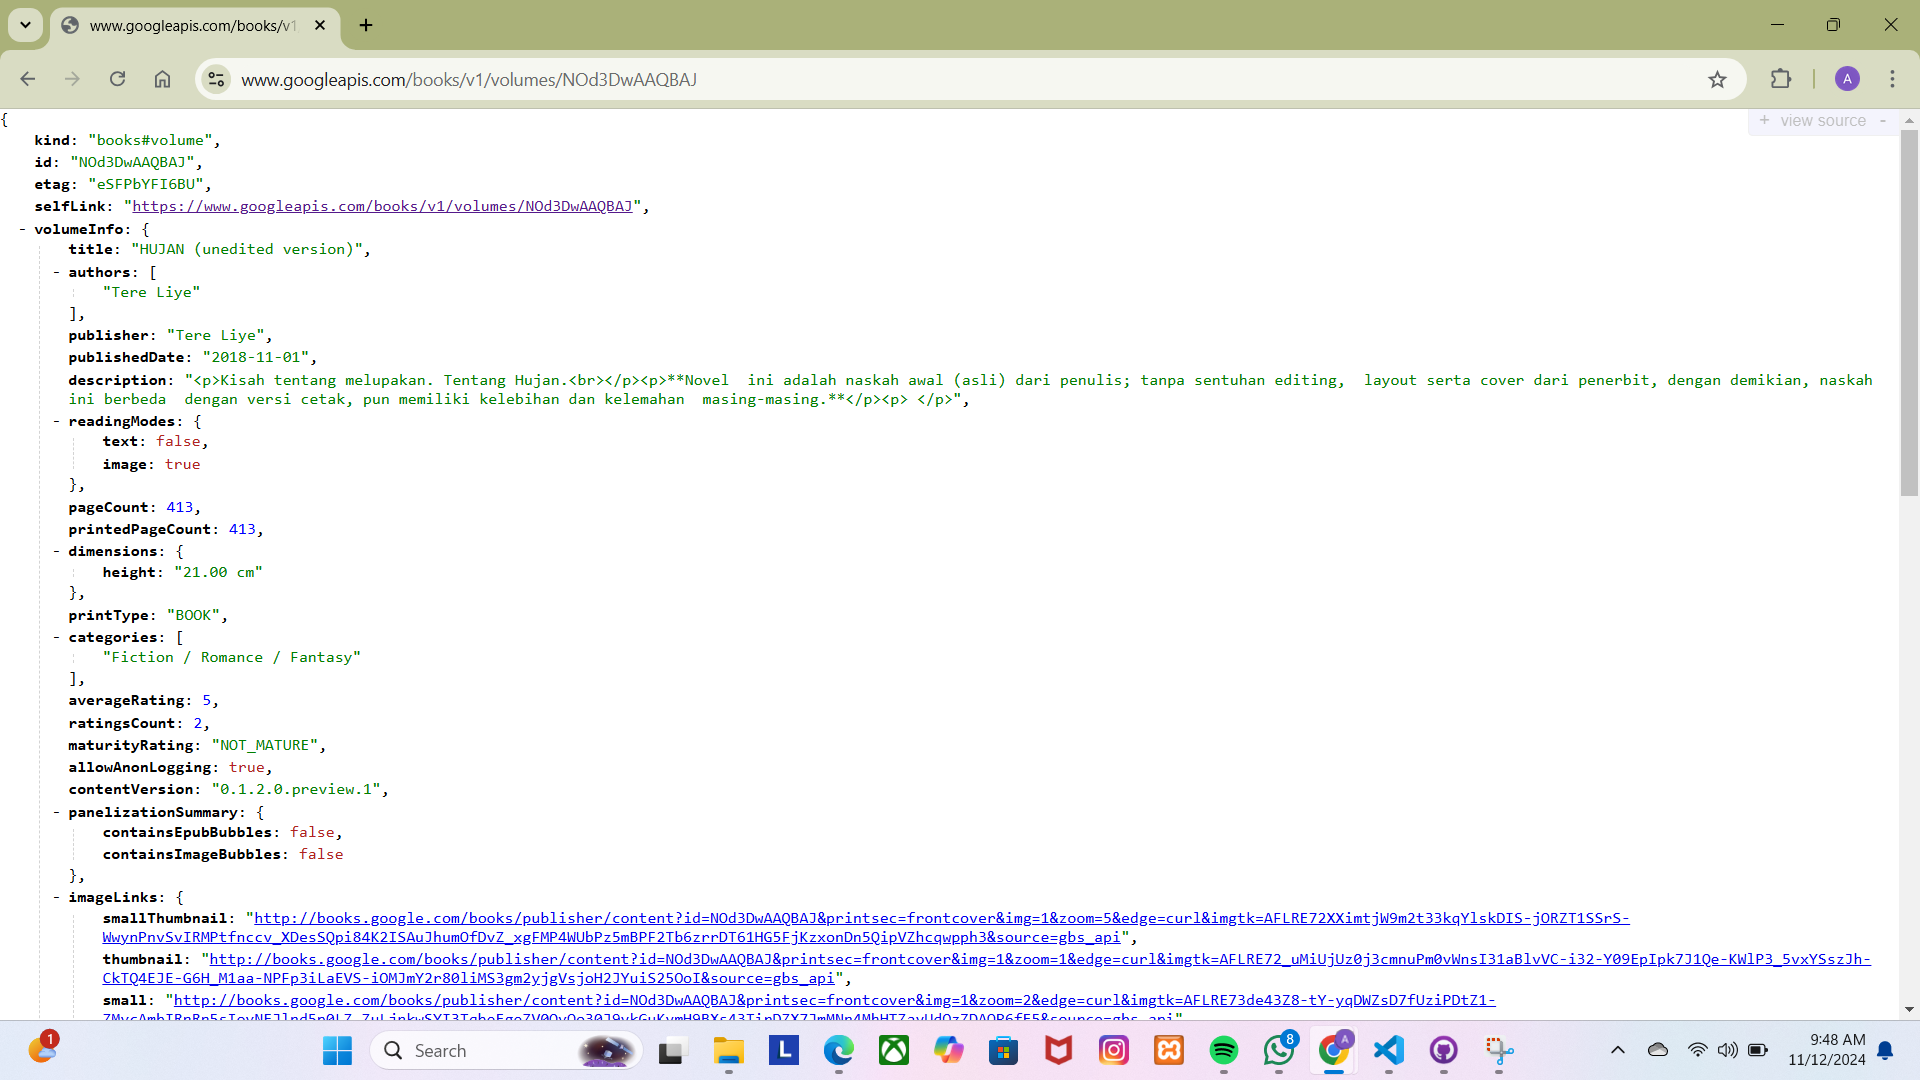 www.googleapis.com/books/v1
www.googleapis.com/books/v1/volumes/NOd3DwAAQBAJ
A
+ view source -
{
kind: "books#volume",
id: "NOd3DwAAQBAJ",
etag: "eSFPbYFI6BU",
selfLink: "https://www.googleapis.com/books/v1/volumes/NOd3DwAAQBAJ",
- volumeInfo: {
title: "HUJAN (unedited version)",
- authors: [
"Tere Liye"
],
publisher: "Tere Liye",
publishedDate: "2018-11-01",
description: "<p>Kisah tentang melupakan. Tentang Hujan.<br></p><p>**Novel  ini adalah naskah awal (asli) dari penulis; tanpa sentuhan editing,  layout serta cover dari penerbit, dengan demikian, naskah
ini berbeda  dengan versi cetak, pun memiliki kelebihan dan kelemahan  masing-masing.**</p><p> </p>",
- readingModes: {
text: false,
image: true
},
pageCount: 413,
printedPageCount: 413,
- dimensions: {
height: "21.00 cm"
},
printType: "BOOK",
- categories: [
"Fiction / Romance / Fantasy"
],
averageRating: 5,
ratingsCount: 2,
maturityRating: "NOT_MATURE",
allowAnonLogging: true,
contentVersion: "0.1.2.0.preview.1",
- panelizationSummary: {
containsEpubBubbles: false,
containsImageBubbles: false
},
- imageLinks: {
smallThumbnail: "http://books.google.com/books/publisher/content?id=NOd3DwAAQBAJ&printsec=frontcover&img=1&zoom=5&edge=curl&imgtk=AFLRE72XXimtjW9m2t33kqYlskDIS-jORZT1SSrS-
WwynPnvSvIRMPtfnccv_XDesSQpi84K2ISAuJhumOfDvZ_xgFMP4WUbPz5mBPF2Tb6zrrDT61HG5FjKzxonDn5QipVZhcqwpph3&source=gbs_api",
thumbnail: "http://books.google.com/books/publisher/content?id=NOd3DwAAQBAJ&printsec=frontcover&img=1&zoom=1&edge=curl&imgtk=AFLRE72_uMiUjUz0j3cmnuPm0vWnsI31aBlvVC-i32-Y09EpIpk7J1Qe-KWlP3_5vxYSszJh-
CkTQ4EJE-G6H_M1aa-NPFp3iLaEVS-iOMJmY2r80liMS3gm2yjgVsjoH2JYuiS25OoI&source=gbs_api",
small: "http://books.google.com/books/publisher/content?id=NOd3DwAAQBAJ&printsec=frontcover&img=1&zoom=2&edge=curl&imgtk=AFLRE73de43Z8-tY-yqDWZsD7fUziPDtZ1-
1
Search
L
8
A
9:48 AM
11/12/2024